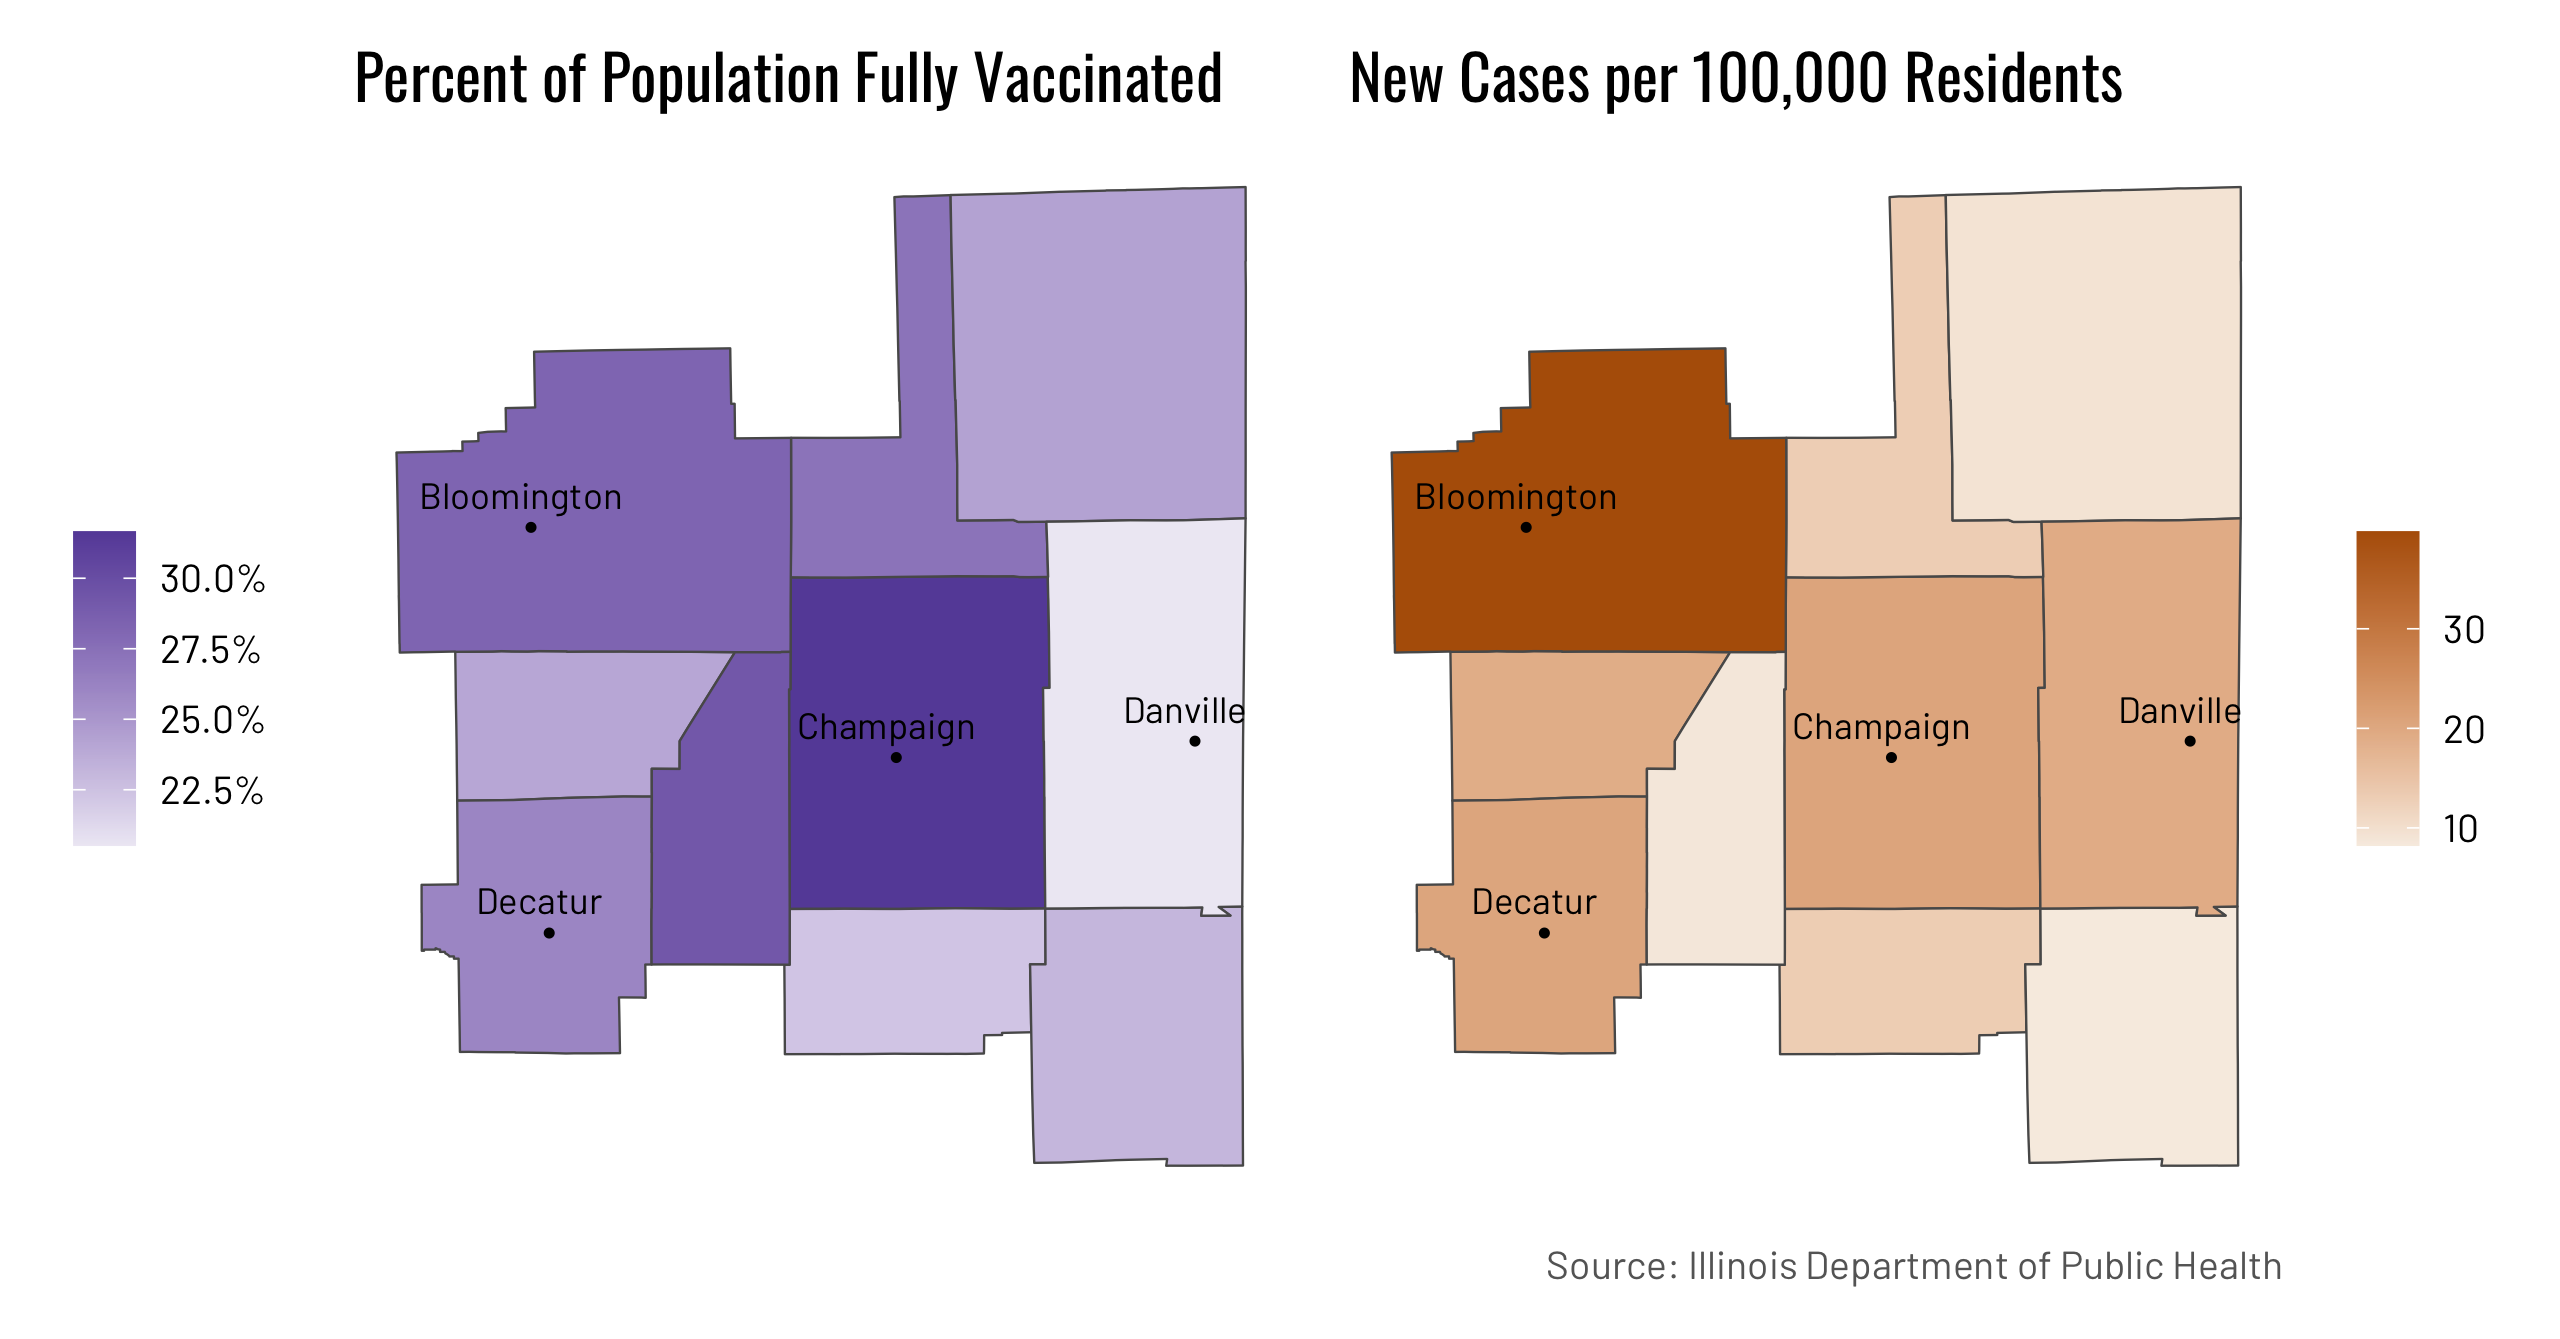 Percent of Population Fully Vaccinated
Bloomington
Champaign
Danville
Decatur
30.0%
27.5%
25.0%
22.5%
New Cases per 100,000 Residents
Bloomington
Champaign
Danville
Decatur
30
20
10
Source: Illinois Department of Public Health